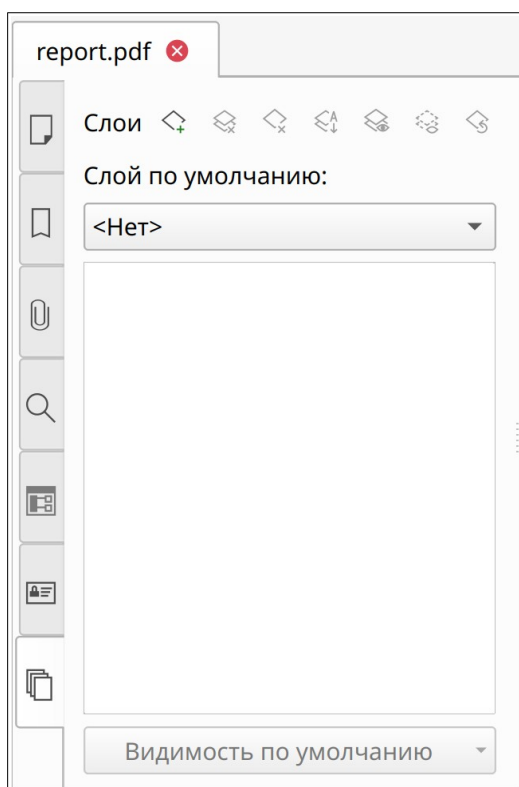 report.pdf
Слои
Слой по умолчанию:
<Нет>
Видимость по умолчанию